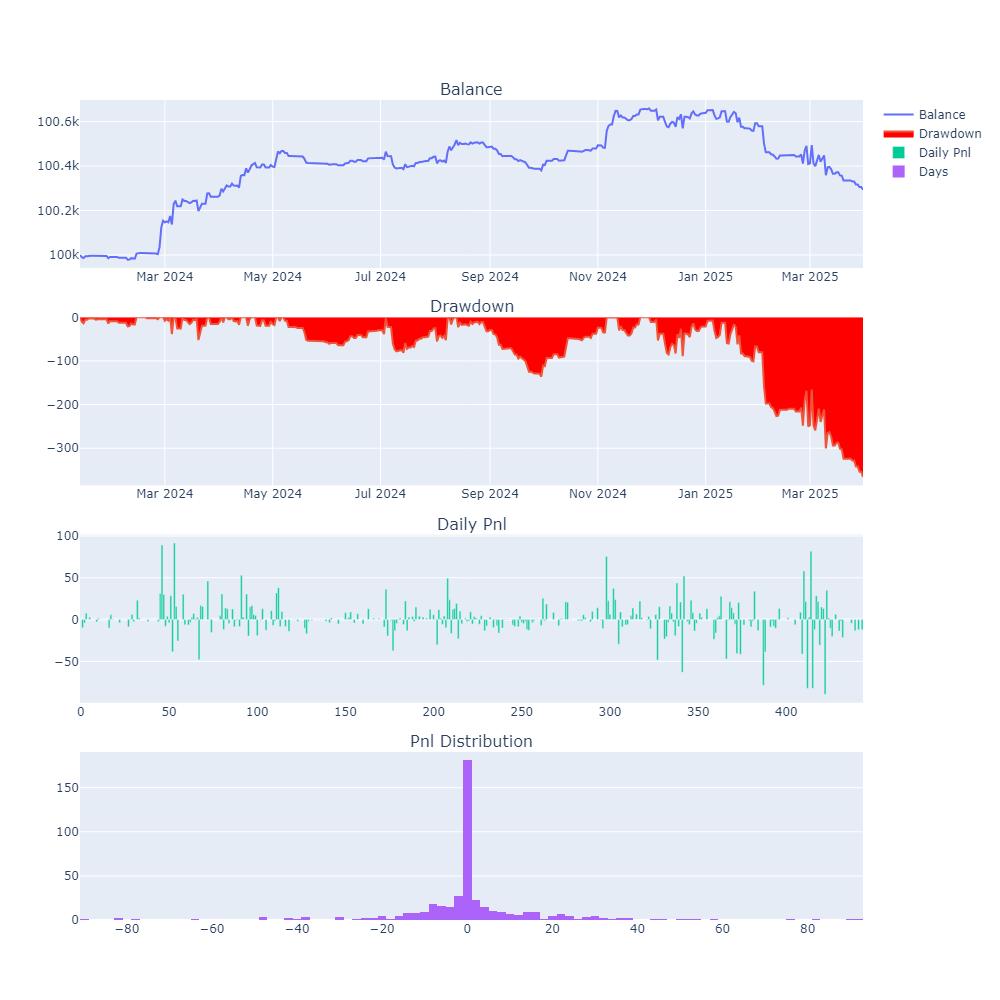 Balance
100.6k
100.4k
100.2k
100k
Mar 2024 May 2024 Jul 2024 Sep 2024 Nov 2024 Jan 2025 Mar 2025
Balance
Drawdown
Daily Pnl
Days
Drawdown
0
−100
−200
−300
Mar 2024 May 2024 Jul 2024 Sep 2024 Nov 2024 Jan 2025 Mar 2025
Daily Pnl
100
50
0
−50
0 50 100 150 200 250 300 350 400
Pnl Distribution
150
100
50
0
−80 −60 −40 −20 0 20 40 60 80